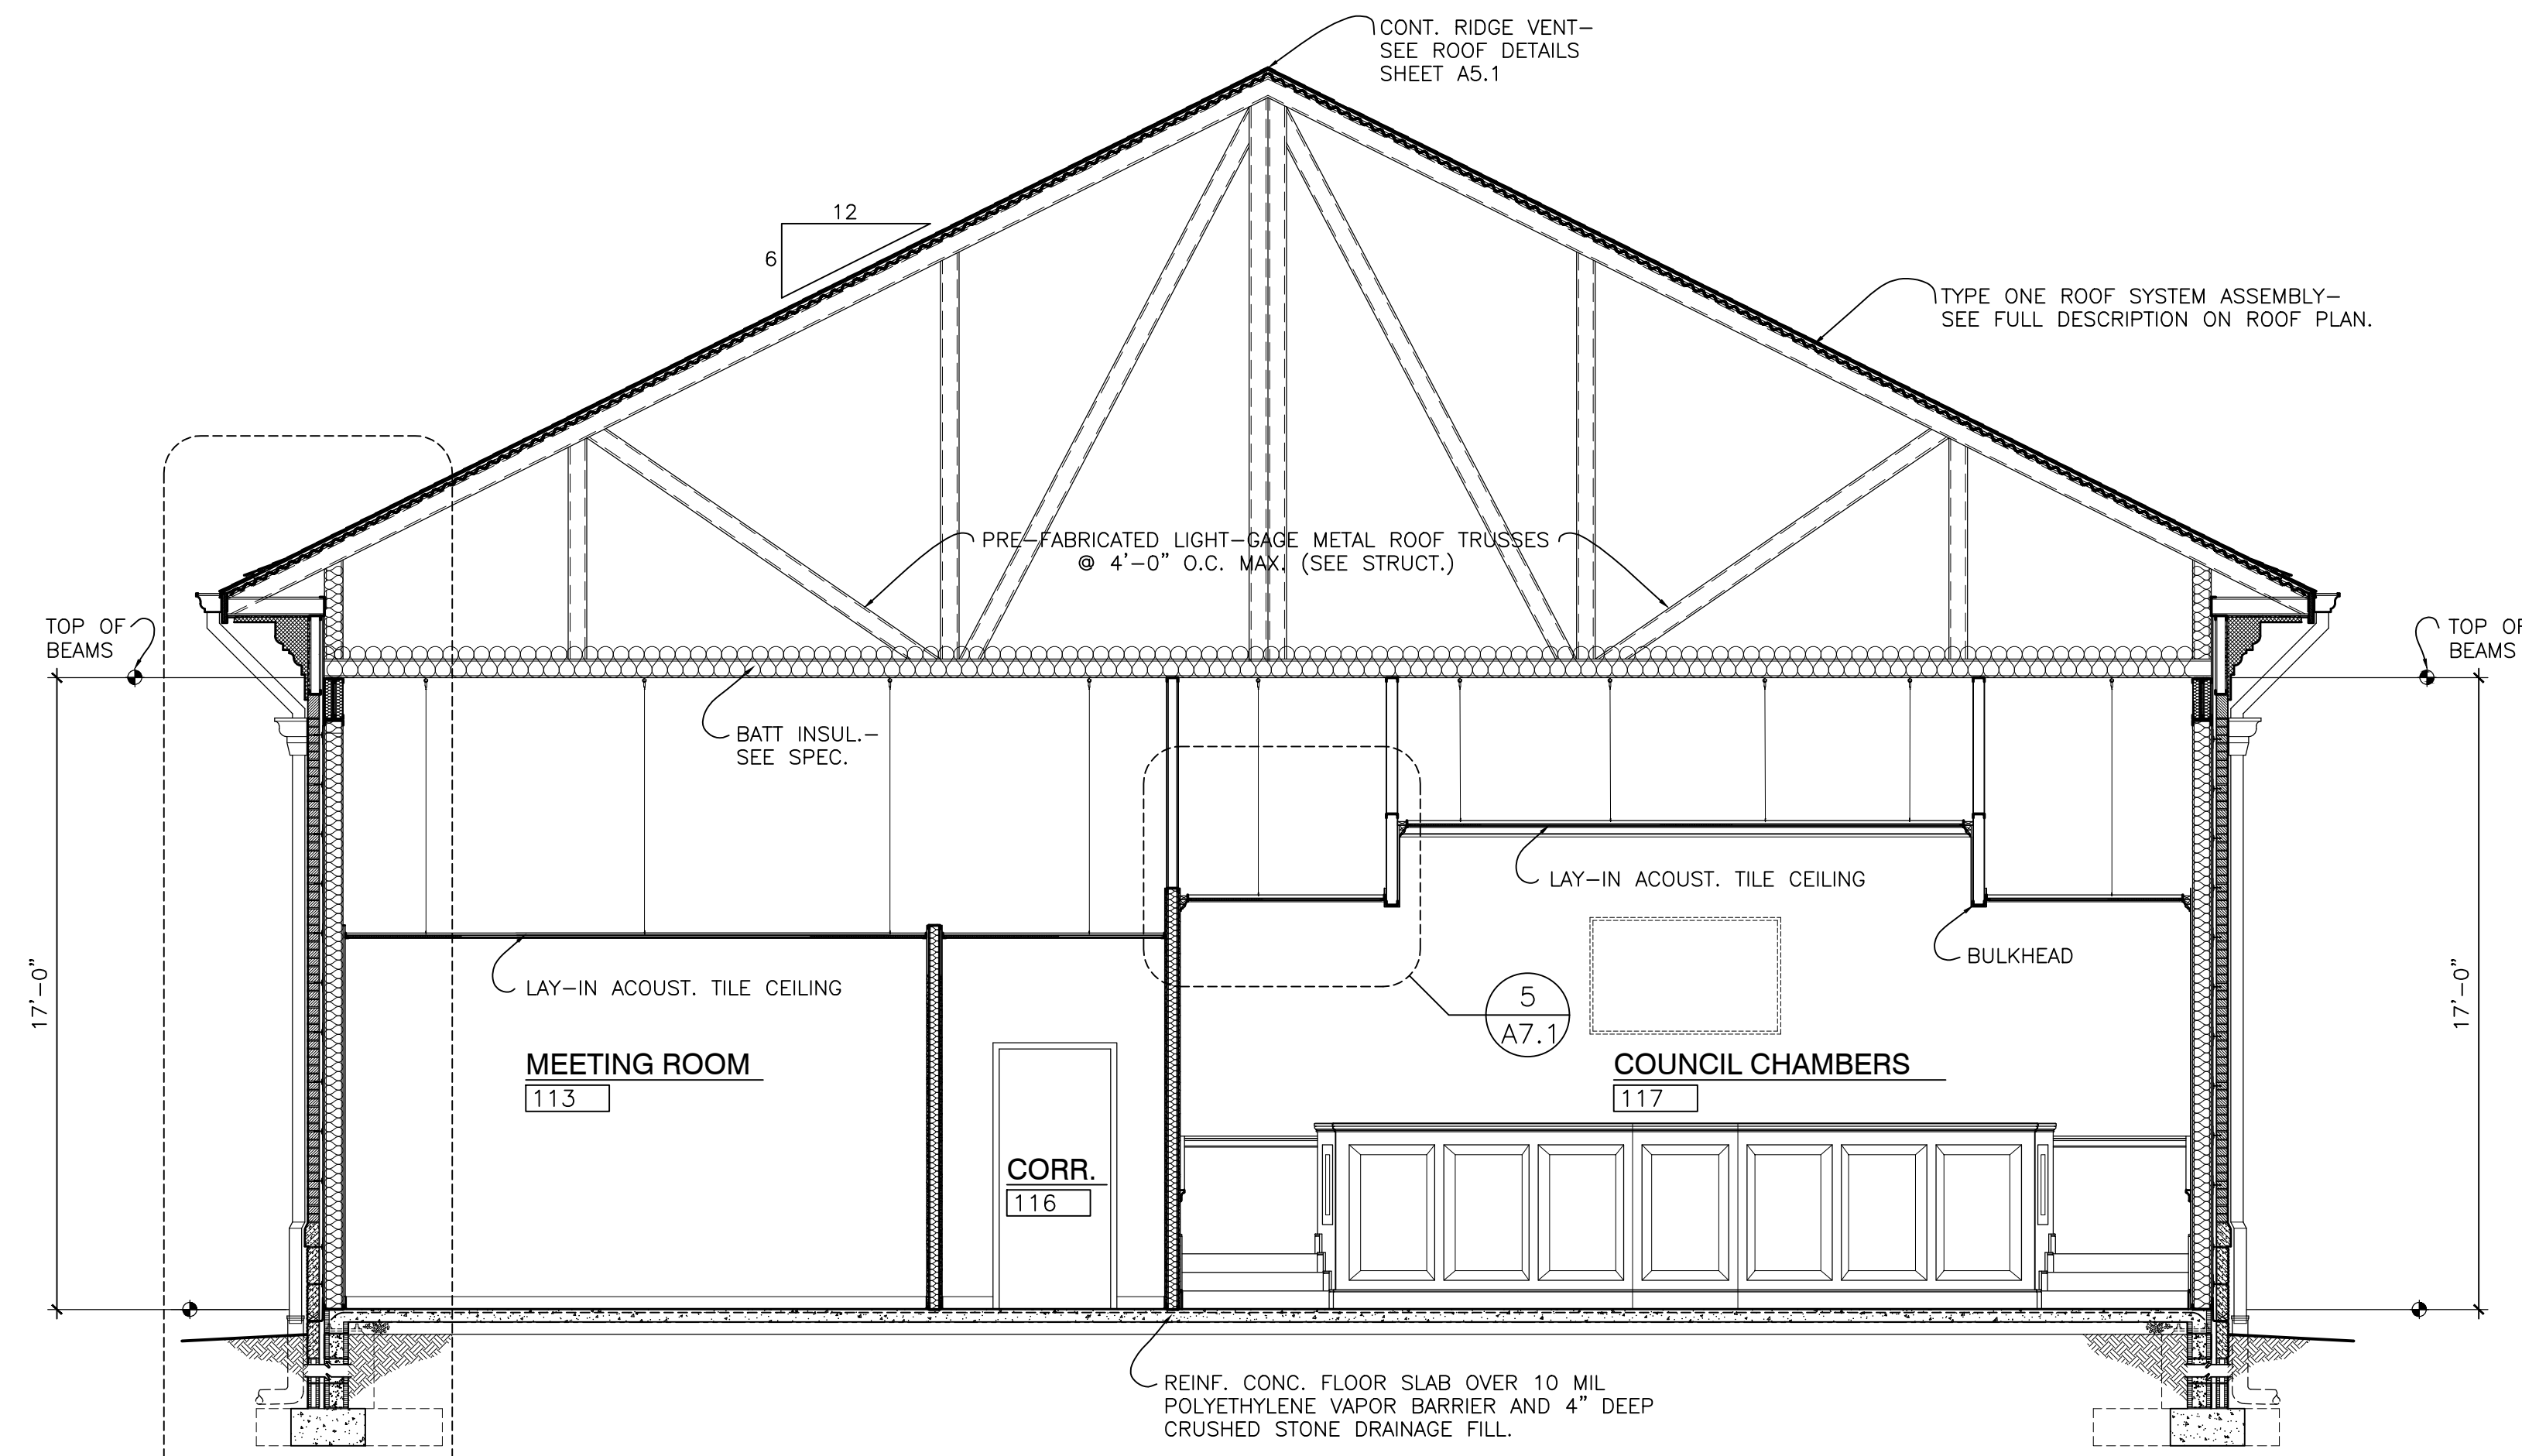 CONT. RIDGE VENT-
SEE ROOF DETAILS
SHEET A5.1
12
6
TYPE ONE ROOF SYSTEM ASSEMBLY-
SEE FULL DESCRIPTION ON ROOF PLAN.
PRE-FABRICATED LIGHT-GAGE METAL ROOF TRUSSES
@ 4'-0" O.C. MAX. (SEE STRUCT.)
TOP OF
BEAMS
TOP OF
BEAMS
BATT INSUL.-
SEE SPEC.
LAY-IN ACOUST. TILE CEILING
BULKHEAD
LAY-IN ACOUST. TILE CEILING
17'-0"
17'-0"
5
A7.1
MEETING ROOM
113
COUNCIL CHAMBERS
117
CORR.
116
REINF. CONC. FLOOR SLAB OVER 10 MIL
POLYETHYLENE VAPOR BARRIER AND 4" DEEP
CRUSHED STONE DRAINAGE FILL.